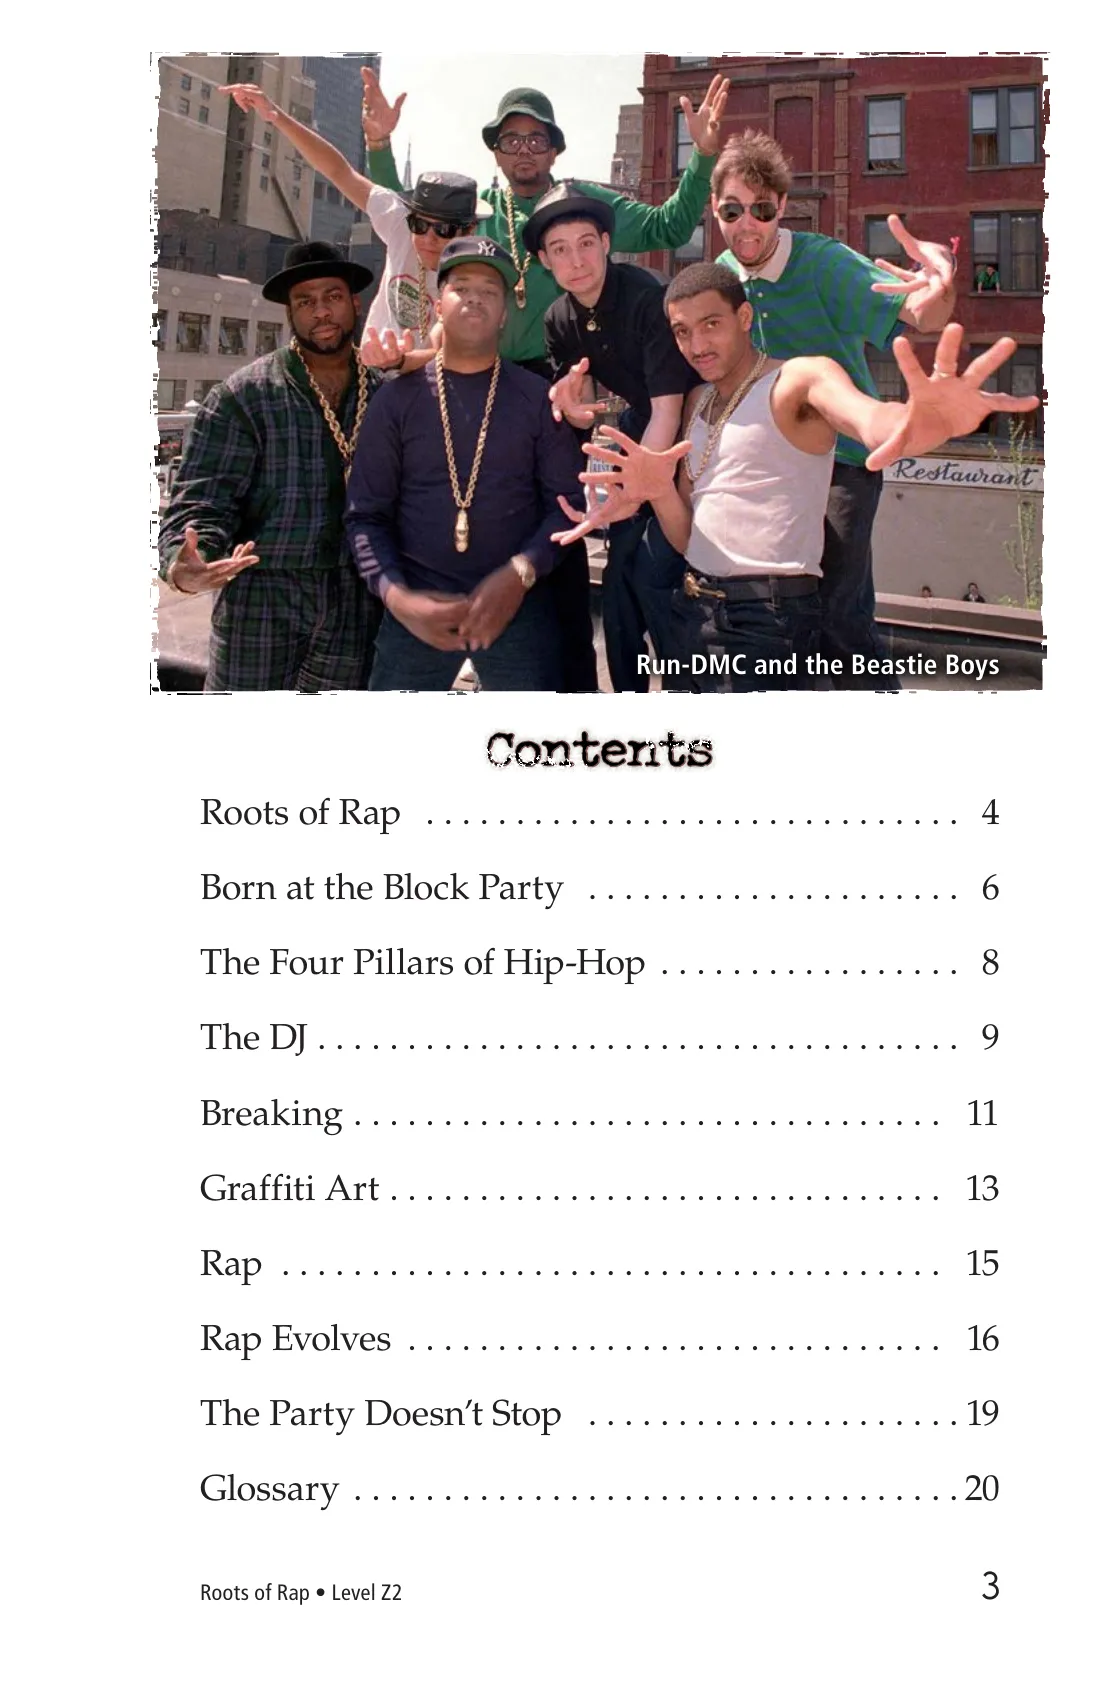 NY
Restaurant
Run-DMC and the Beastie Boys
Contents
Roots of Rap . . . . . . . . . . . . . . . . . . . . . . . . . . . . . . 4
Born at the Block Party . . . . . . . . . . . . . . . . . . . . . 6
The Four Pillars of Hip-Hop . . . . . . . . . . . . . . . . . 8
The DJ . . . . . . . . . . . . . . . . . . . . . . . . . . . . . . . . . . . . 9
Breaking . . . . . . . . . . . . . . . . . . . . . . . . . . . . . . . . . 11
Graffiti Art . . . . . . . . . . . . . . . . . . . . . . . . . . . . . . . 13
Rap . . . . . . . . . . . . . . . . . . . . . . . . . . . . . . . . . . . . . 15
Rap Evolves . . . . . . . . . . . . . . . . . . . . . . . . . . . . . . 16
The Party Doesn’t Stop . . . . . . . . . . . . . . . . . . . . . 19
Glossary . . . . . . . . . . . . . . . . . . . . . . . . . . . . . . . . . . 20
Roots of Rap • Level Z2 3